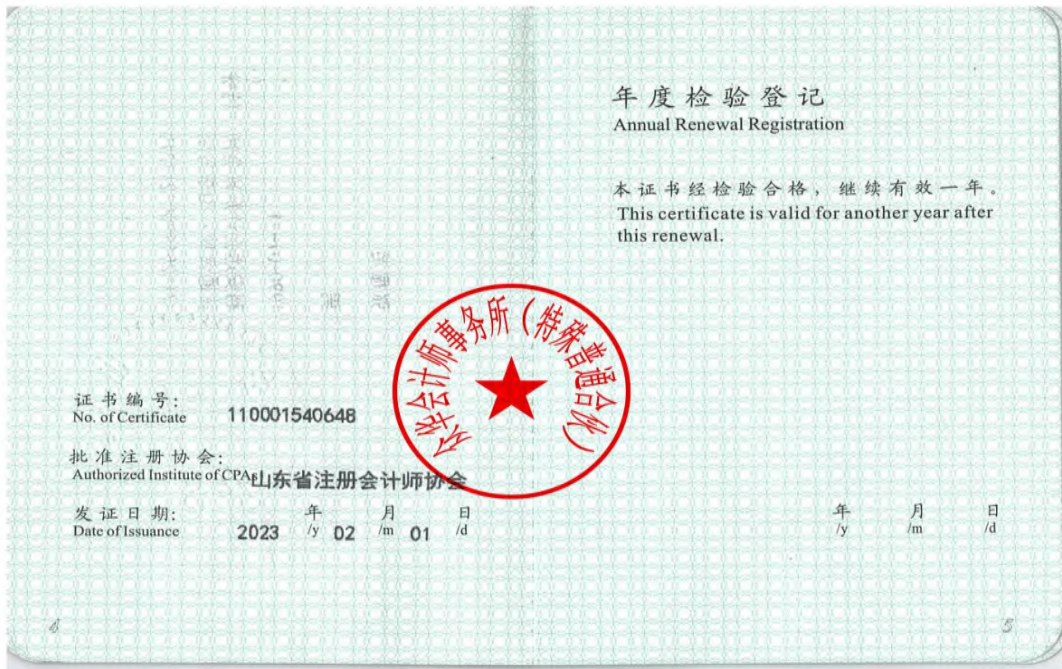 年度检验登记
Annual Renewal Registration
本证书经检验合格，继续有效一年。
This certificate is valid for another year after
this renewal.
众华会计师事务所（特殊普通合伙）
证书编号：
No. of Certificate
110001540648
批准注册协会：
Authorized Institute of CPAs
山东省注册会计师协会
发证日期：
Date of Issuance
2023 年 /y 02 月 /m 01 日 /d
年 /y 月 /m 日 /d
4
5